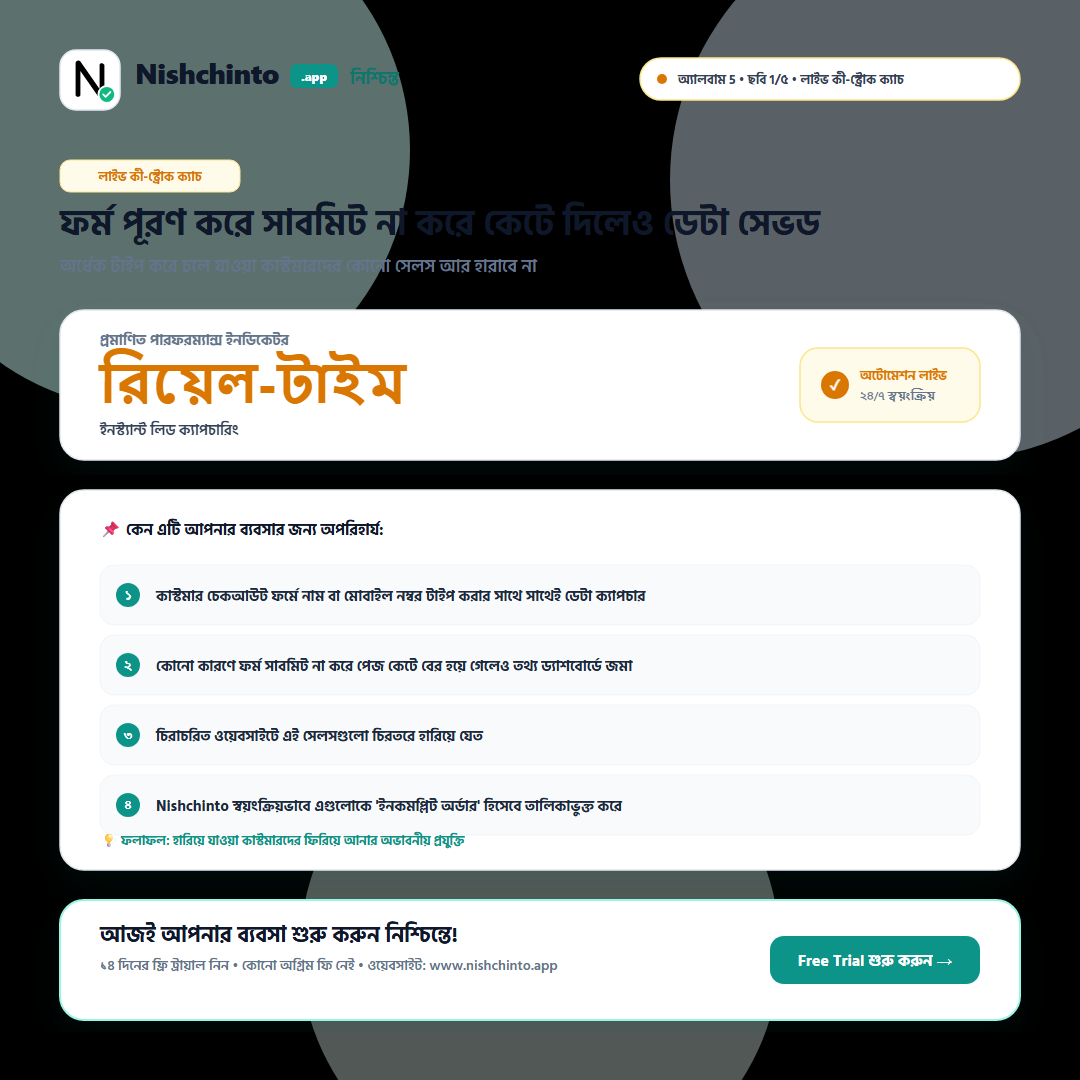 Nishchinto .app নিশ্চিন্ত
অ্যালবাম 5 • ছবি 1/৫ • লাইভ কী-স্ট্রোক ক্যাচ
লাইভ কী-স্ট্রোক ক্যাচ
ফর্ম পূরণ করে সাবমিট না করে কেটে দিলেও ডেটা সেভড
অর্ধেক টাইপ করে চলে যাওয়া কাস্টমারদের কোনো সেলস আর হারাবে না
প্রমাণিত পারফরম্যান্স ইনডিকেটর
রিয়েল-টাইম
ইনস্ট্যান্ট লিড ক্যাপচারিং
অটোমেশন লাইভ
২৪/৭ স্বয়ংক্রিয়
📌 কেন এটি আপনার ব্যবসার জন্য অপরিহার্য:
১ কাস্টমার চেকআউট ফর্মে নাম বা মোবাইল নম্বর টাইপ করার সাথে সাথেই ডেটা ক্যাপচার
২ কোনো কারণে ফর্ম সাবমিট না করে পেজ কেটে বের হয়ে গেলেও তথ্য ড্যাশবোর্ডে জমা
৩ চিরাচরিত ওয়েবসাইটে এই সেলসগুলো চিরতরে হারিয়ে যেত
৪ Nishchinto স্বয়ংক্রিয়ভাবে এগুলোকে 'ইনকমপ্লিট অর্ডার' হিসেবে তালিকাভুক্ত করে
💡 ফলাফল: হারিয়ে যাওয়া কাস্টমারদের ফিরিয়ে আনার অভাবনীয় প্রযুক্তি
আজই আপনার ব্যবসা শুরু করুন নিশ্চিন্তে!
১৪ দিনের ফ্রি ট্রায়াল নিন • কোনো অগ্রিম ফি নেই • ওয়েবসাইট: www.nishchinto.app
Free Trial শুরু করুন →